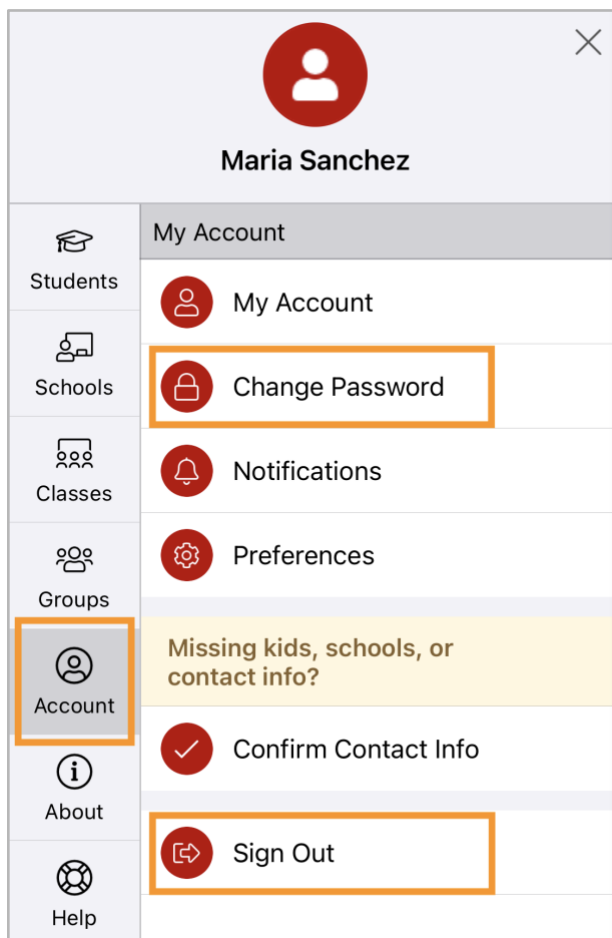 Maria Sanchez
Students
Schools
Classes
Groups
Account
About
Help
My Account
My Account
Change Password
Notifications
Preferences
Missing kids, schools, or
contact info?
Confirm Contact Info
Sign Out